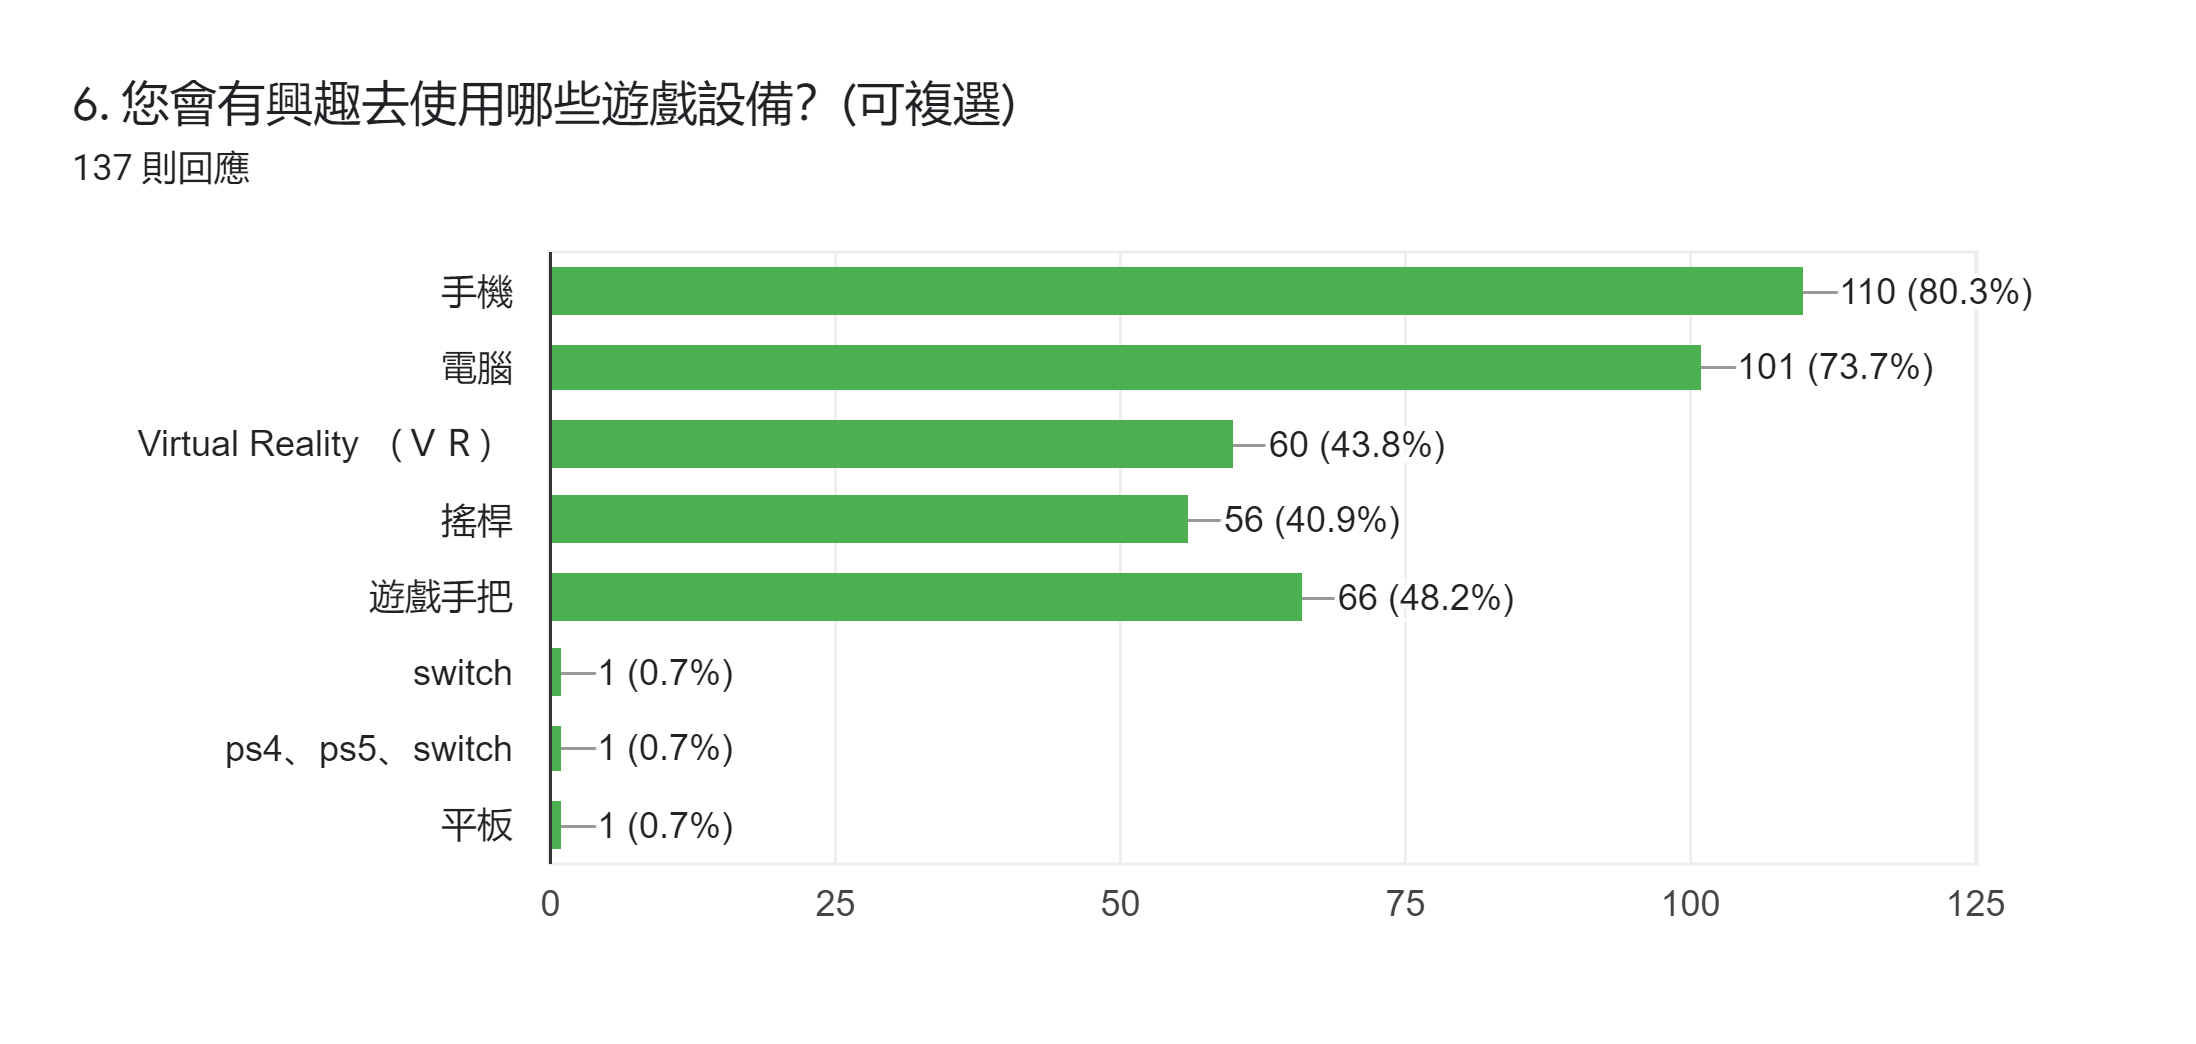 6. 您會有興趣去使用哪些遊戲設備？(可複選)
137 則回應
手機 110 (80.3%)
電腦 101 (73.7%)
Virtual Reality （ＶＲ） 60 (43.8%)
搖桿 56 (40.9%)
遊戲手把 66 (48.2%)
switch 1 (0.7%)
ps4、ps5、switch 1 (0.7%)
平板 1 (0.7%)
0 25 50 75 100 125